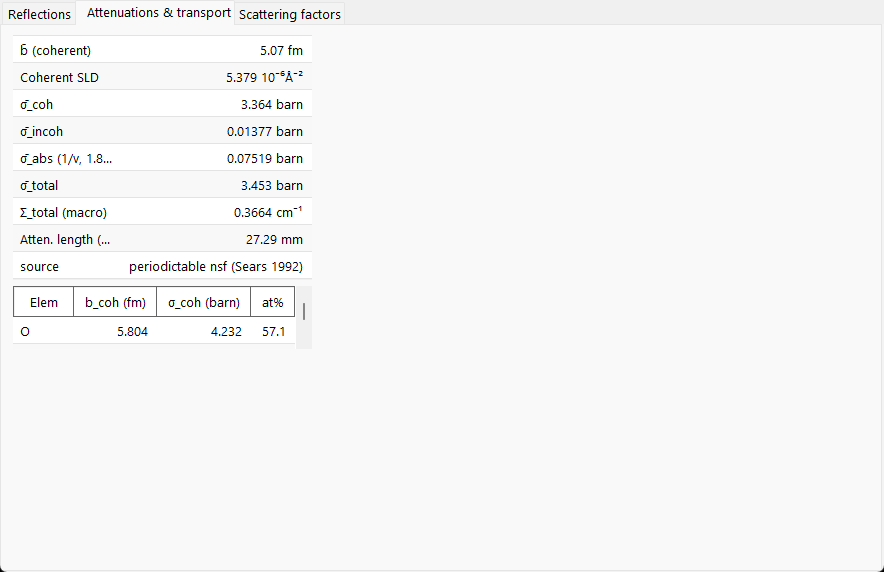 Reflections Attenuations & transport Scattering factors
b̄ (coherent) 5.07 fm
Coherent SLD 5.379 10⁻⁶Å⁻²
σ̄_coh 3.364 barn
σ̄_incoh 0.01377 barn
σ̄_abs (1/v, 1.8... 0.07519 barn
σ̄_total 3.453 barn
Σ_total (macro) 0.3664 cm⁻¹
Atten. length (... 27.29 mm
source periodictable nsf (Sears 1992)
Elem b_coh (fm) σ_coh (barn) at%
O 5.804 4.232 57.1